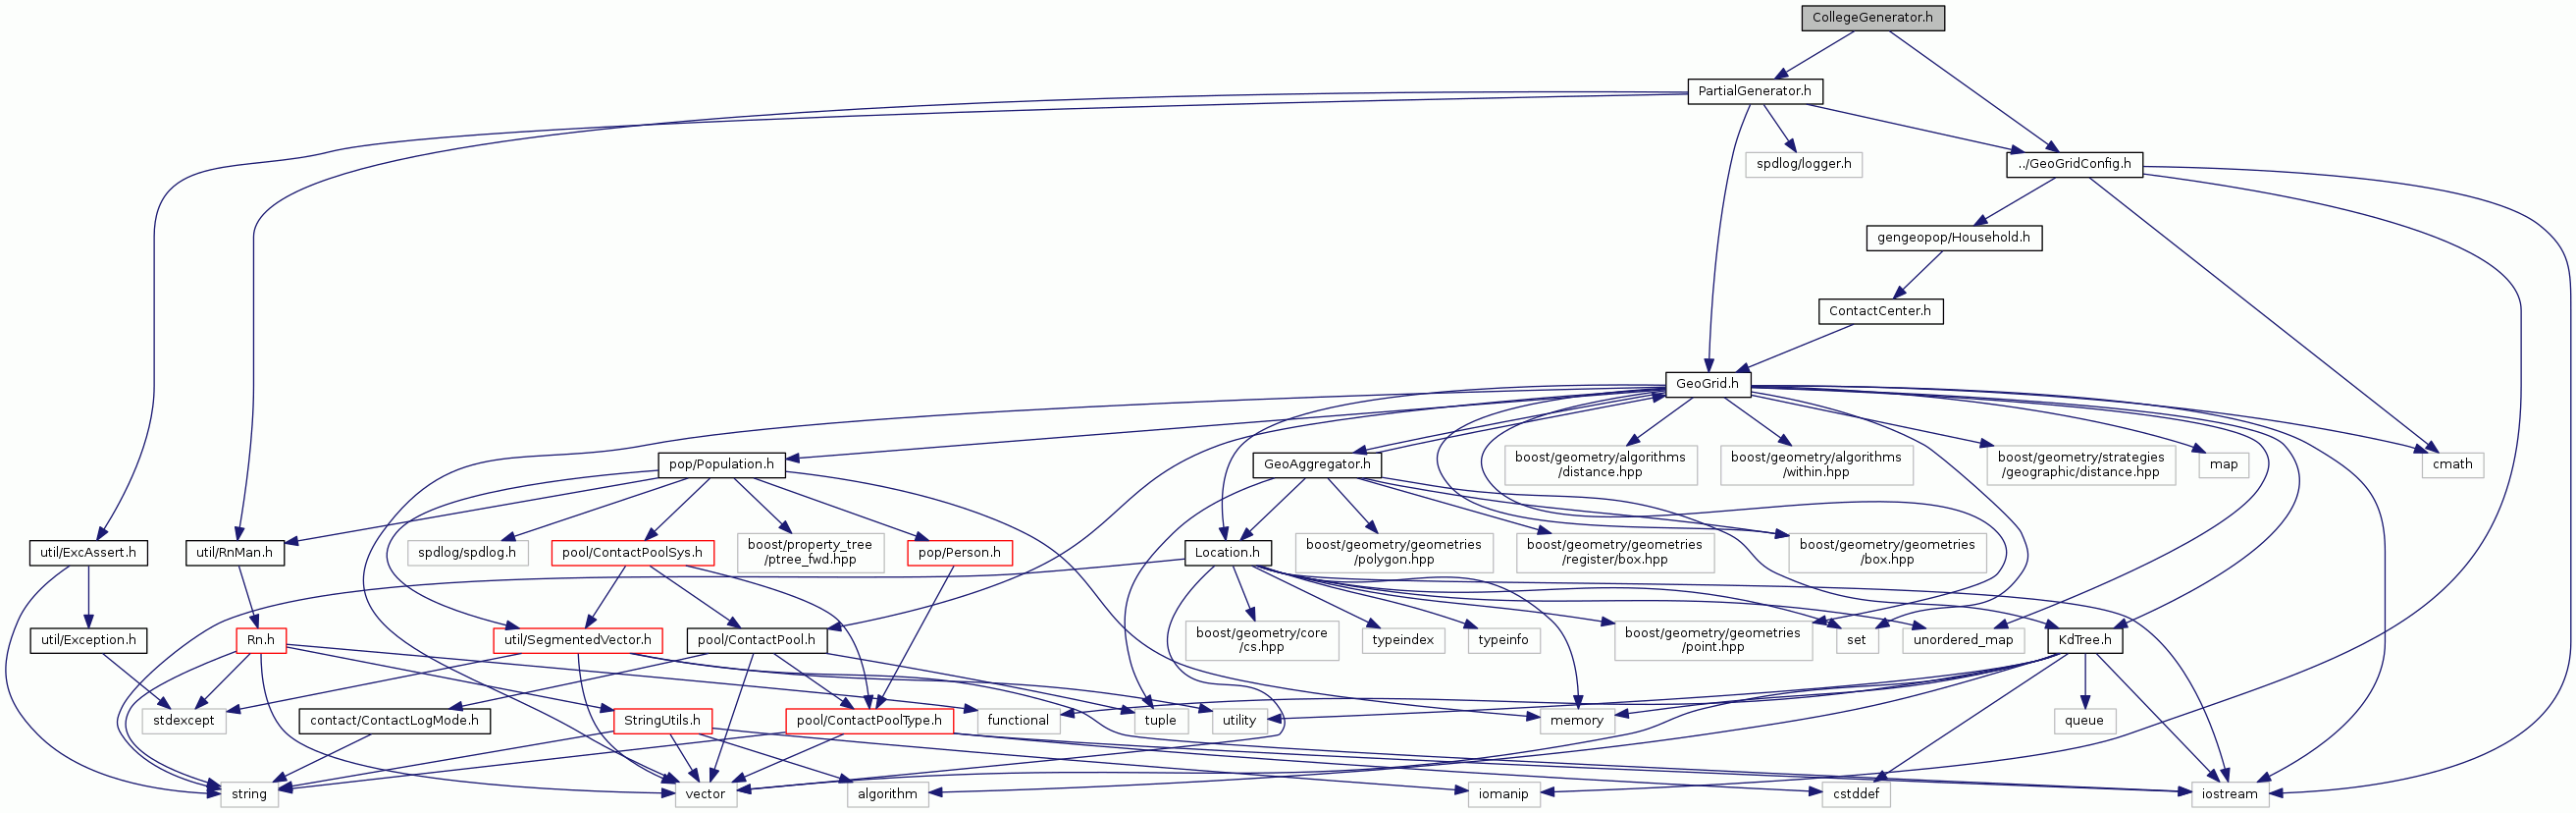 CollegeGenerator.h
PartialGenerator.h
spdlog/logger.h
../GeoGridConfig.h
gengeopop/Household.h
ContactCenter.h
GeoGrid.h
pop/Population.h
GeoAggregator.h
boost/geometry/algorithms
/distance.hpp
boost/geometry/algorithms
/within.hpp
boost/geometry/strategies
/geographic/distance.hpp
map
cmath
util/ExcAssert.h
util/RnMan.h
spdlog/spdlog.h
pool/ContactPoolSys.h
boost/property_tree
/ptree_fwd.hpp
pop/Person.h
Location.h
boost/geometry/geometries
/polygon.hpp
boost/geometry/geometries
/register/box.hpp
boost/geometry/geometries
/box.hpp
util/Exception.h
Rn.h
util/SegmentedVector.h
pool/ContactPool.h
boost/geometry/core
/cs.hpp
typeindex
typeinfo
boost/geometry/geometries
/point.hpp
set
unordered_map
KdTree.h
stdexcept
contact/ContactLogMode.h
StringUtils.h
pool/ContactPoolType.h
functional
tuple
utility
memory
queue
string
vector
algorithm
iomanip
cstddef
iostream